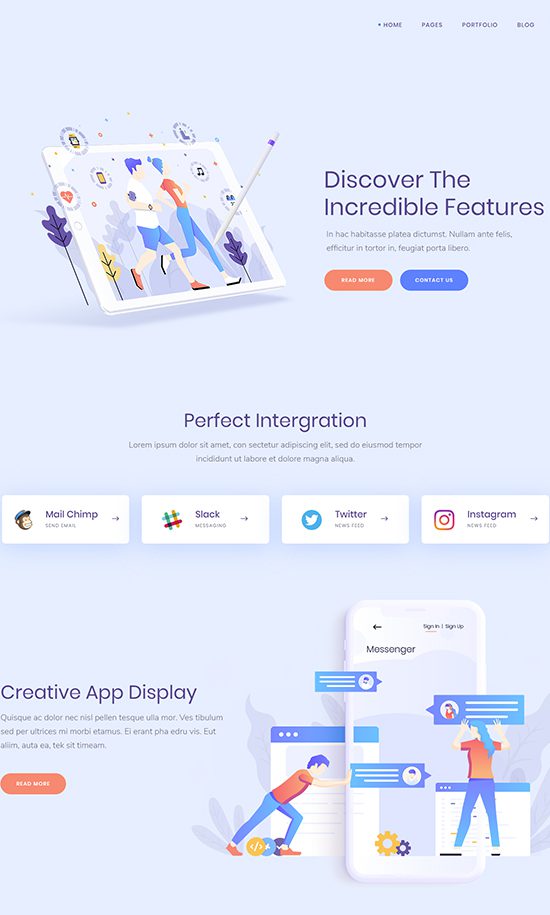 HOME PAGES PORTFOLIO BLOG
Discover The
Incredible Features
In hac habitasse platea dictumst. Nullam ante felis,
efficitur in tortor in, feugiat porta libero.
READ MORE CONTACT US
Perfect Intergration
Lorem ipsum dolor sit amet, con sectetur adipiscing elit, sed do eiusmod tempor
incididunt ut labore et dolore magna aliqua.
Mail Chimp
SEND EMAIL
Slack
MESSAGING
Twitter
NEWS FEED
Instagram
NEWS FEED
Sign In | Sign Up
Messenger
Creative App Display
Quisque ac dolor nec nisl pellen tesque ulla mor. Ves tibulum
sed per ultrices mi morbi etamus. Ei erant pha edru vis. Eut
aliim, auta ea, tek sit timeam.
READ MORE
</>